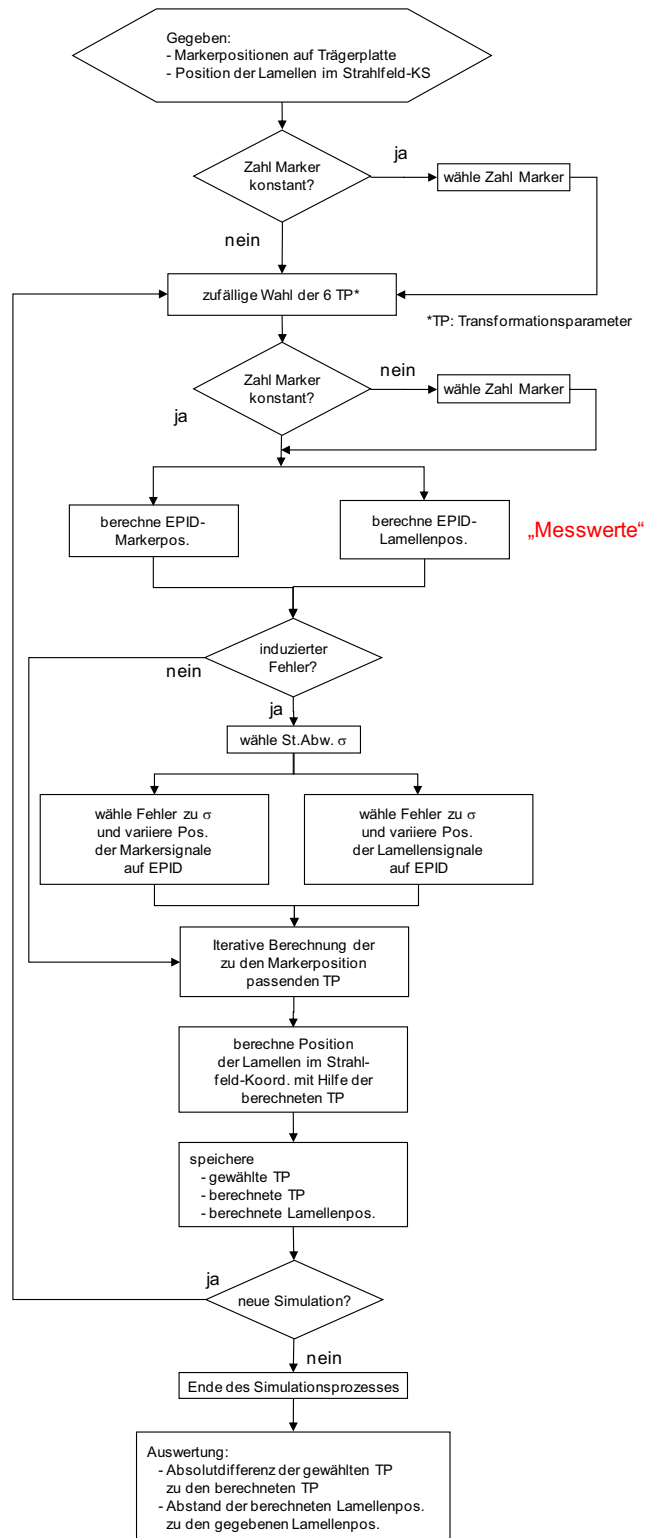 Gegeben:
- Markerpositionen auf Trägerplatte
- Position der Lamellen im Strahlfeld-KS
Zahl Marker
konstant?
ja
wähle Zahl Marker
nein
zufällige Wahl der 6 TP*
*TP: Transformationsparameter
Zahl Marker
konstant?
nein
wähle Zahl Marker
ja
berechne EPID-
Markerpos.
berechne EPID-
Lamellenpos.
„Messwerte“
induzierter
Fehler?
nein
ja
wähle St.Abw. σ
wähle Fehler zu σ
und variiere Pos.
der Markersignale
auf EPID
wähle Fehler zu σ
und variiere Pos.
der Lamellensignale
auf EPID
Iterative Berechnung der
zu den Markerposition
passenden TP
berechne Position
der Lamellen im Strahl-
feld-Koord. mit Hilfe der
berechneten TP
speichere
- gewählte TP
- berechnete TP
- berechnete Lamellenpos.
ja
neue Simulation?
nein
Ende des Simulationsprozesses
Auswertung:
- Absolutdifferenz der gewählten TP
zu den berechneten TP
- Abstand der berechneten Lamellenpos.
zu den gegebenen Lamellenpos.